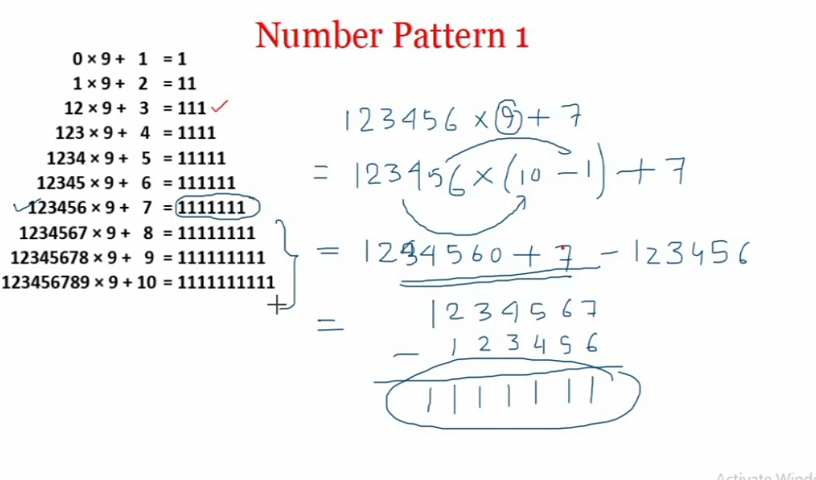 Number Pattern 1
0 × 9 + 1 = 1
1 × 9 + 2 = 11
12 × 9 + 3 = 111
123 × 9 + 4 = 1111
1234 × 9 + 5 = 11111
12345 × 9 + 6 = 111111
123456 × 9 + 7 = 1111111
1234567 × 9 + 8 = 11111111
12345678 × 9 + 9 = 111111111
123456789 × 9 + 10 = 1111111111
123456 × 9 + 7
= 123456 × (10 − 1) + 7
= 1234560 + 7 − 123456
= 1234567
− 123456
1111111
Activate Windo